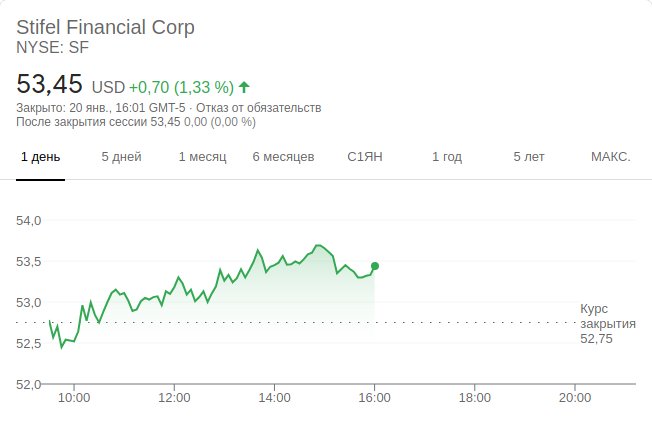 Stifel Financial Corp
NYSE: SF
53,45 USD +0,70 (1,33 %)
Закрыто: 20 янв., 16:01 GMT-5 · Отказ от обязательств
После закрытия сессии 53,45 0,00 (0,00 %)
1 день 5 дней 1 месяц 6 месяцев С1ЯН 1 год 5 лет МАКС.
54,0
53,5
53,0
Курс
закрытия
52,75
52,5
52,0
10:00 12:00 14:00 16:00 18:00 20:00